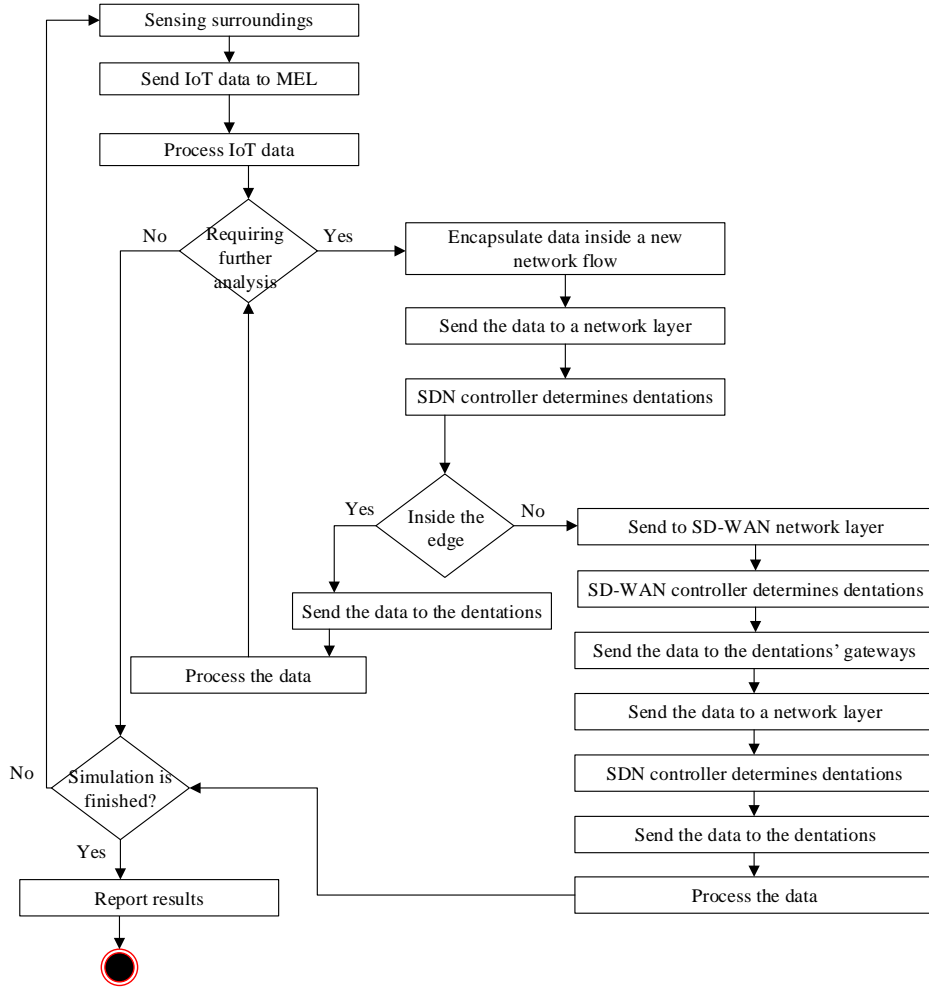 Sensing surroundings
Send IoT data to MEL
Process IoT data
No
Requiring
further
analysis
Yes
Encapsulate data inside a new
network flow
Send the data to a network layer
SDN controller determines dentations
Yes
Inside the
edge
No
Send to SD-WAN network layer
SD-WAN controller determines dentations
Send the data to the dentations
Send the data to the dentations’ gateways
Process the data
Send the data to a network layer
SDN controller determines dentations
Send the data to the dentations
Process the data
No
Simulation is
finished?
Yes
Report results